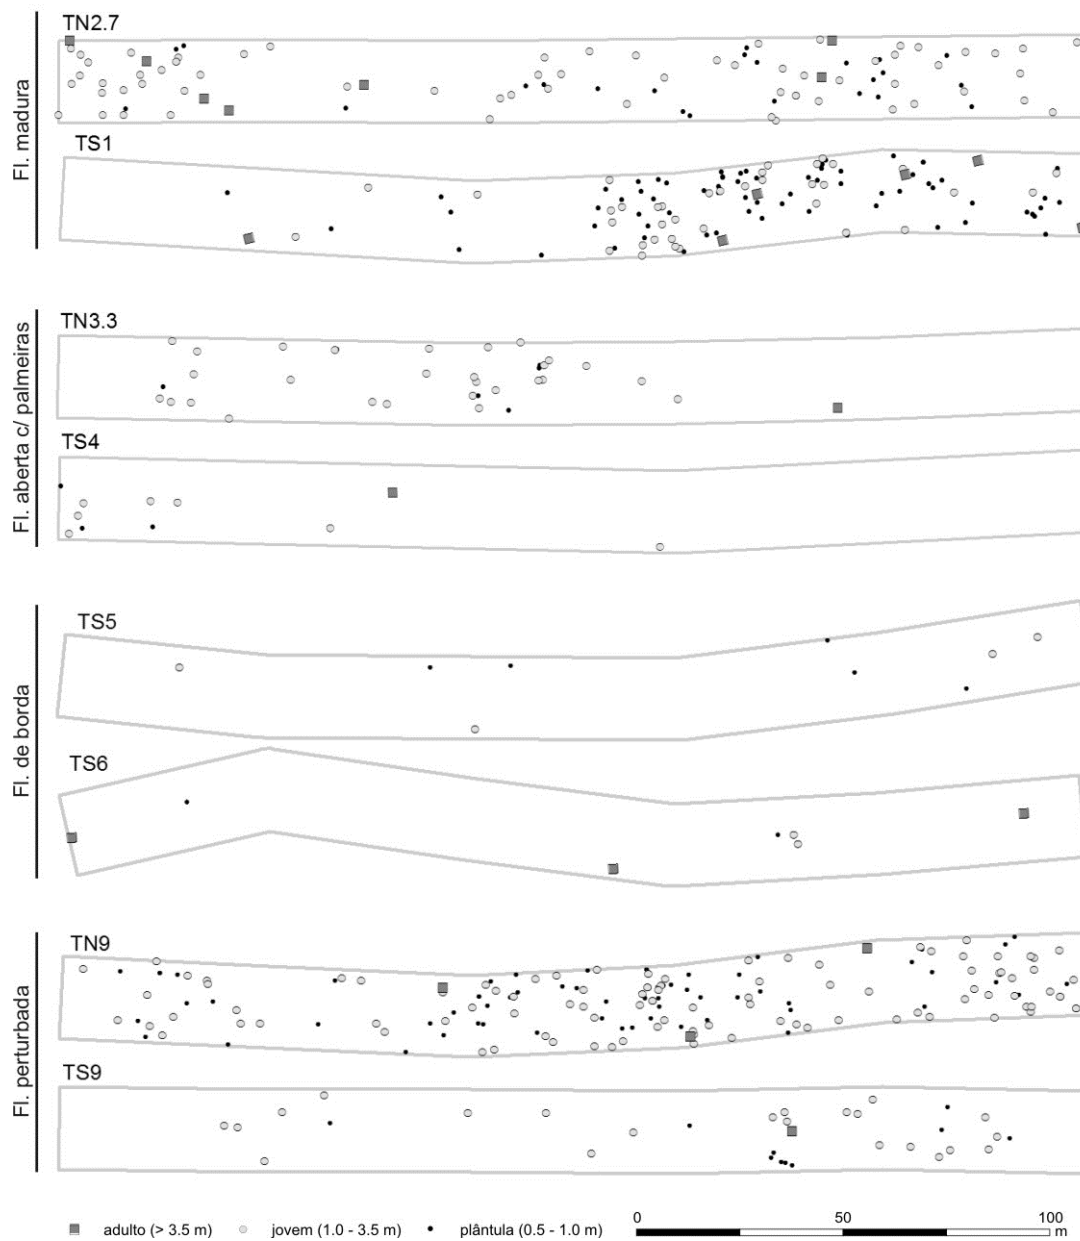 Fl. madura
TN2.7
TS1
Fl. aberta c/ palmeiras
TN3.3
TS4
Fl. de borda
TS5
TS6
Fl. perturbada
TN9
TS9
adulto (> 3.5 m) jovem (1.0 - 3.5 m) plântula (0.5 - 1.0 m)
0 50 100
m